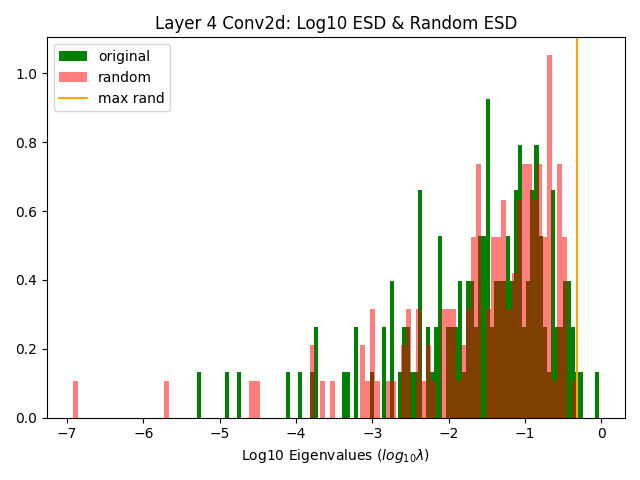 Layer 4 Conv2d: Log10 ESD & Random ESD
original
random
max rand
1.0
0.8
0.6
0.4
0.2
0.0
−7 −6 −5 −4 −3 −2 −1 0
Log10 Eigenvalues (log₁₀λ)